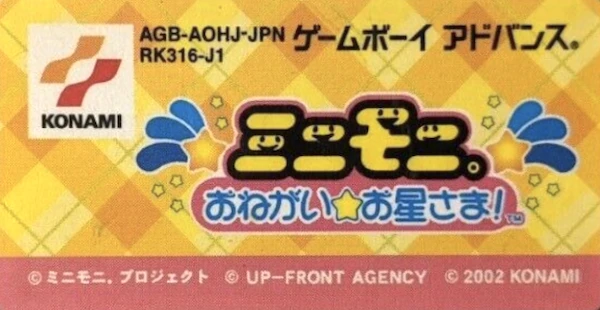 AGB-AOHJ-JPN ゲームボーイ アドバンス®
RK316-J1
KONAMI
ミニモニ。
おねがい☆お星さま!™
©ミニモニ。プロジェクト © UP-FRONT AGENCY © 2002 KONAMI